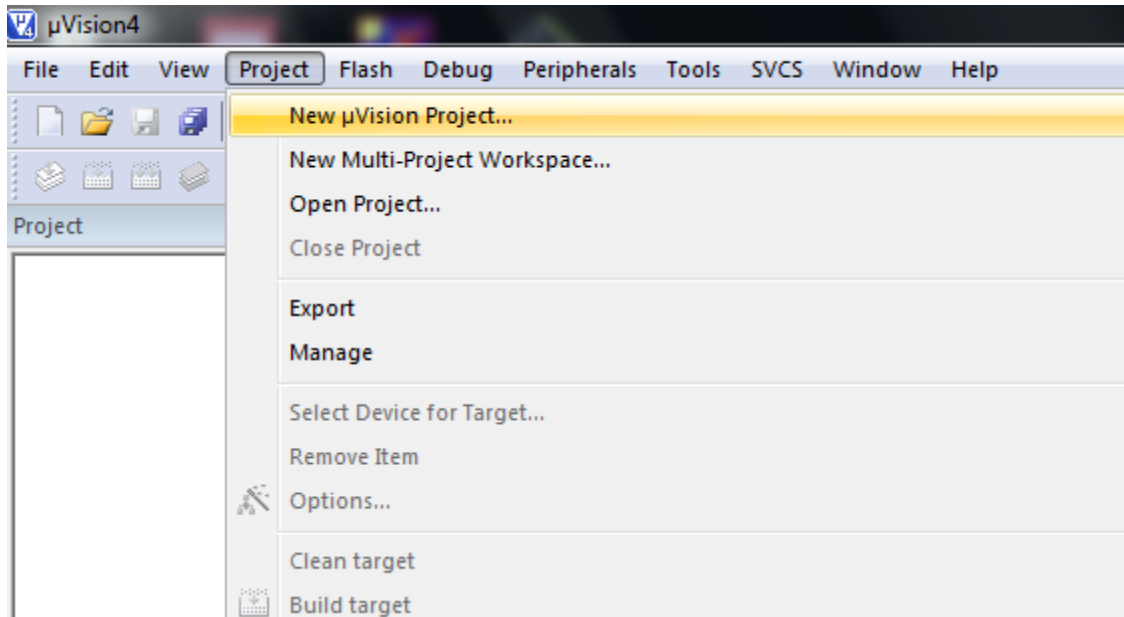 µVision4
File Edit View Project Flash Debug Peripherals Tools SVCS Window Help
New µVision Project...
New Multi-Project Workspace...
Open Project...
Project
Close Project
Export
Manage
Select Device for Target...
Remove Item
Options...
Clean target
Build target